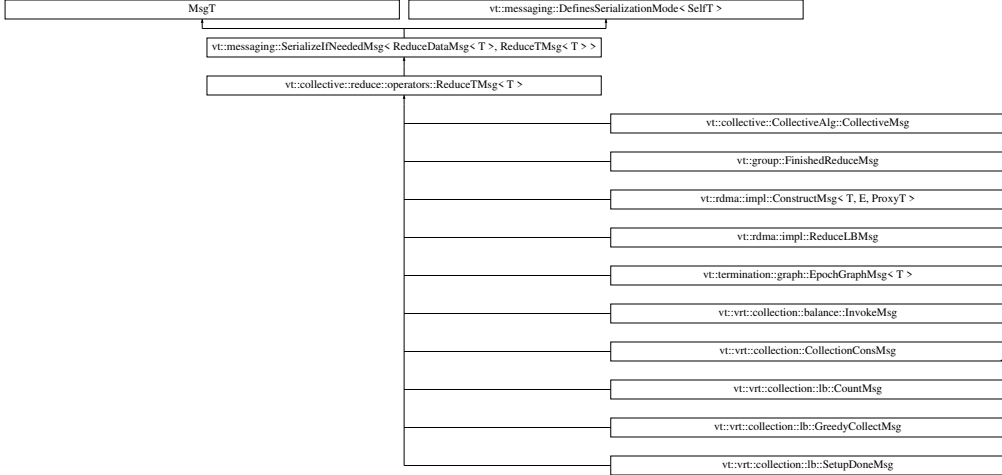 MsgT
vt::messaging::DefinesSerializationMode< SelfT >
vt::messaging::SerializeIfNeededMsg< ReduceDataMsg< T >, ReduceTMsg< T > >
vt::collective::reduce::operators::ReduceTMsg< T >
vt::collective::CollectiveAlg::CollectiveMsg
vt::group::FinishedReduceMsg
vt::rdma::impl::ConstructMsg< T, E, ProxyT >
vt::rdma::impl::ReduceLBMsg
vt::termination::graph::EpochGraphMsg< T >
vt::vrt::collection::balance::InvokeMsg
vt::vrt::collection::CollectionConsMsg
vt::vrt::collection::lb::CountMsg
vt::vrt::collection::lb::GreedyCollectMsg
vt::vrt::collection::lb::SetupDoneMsg